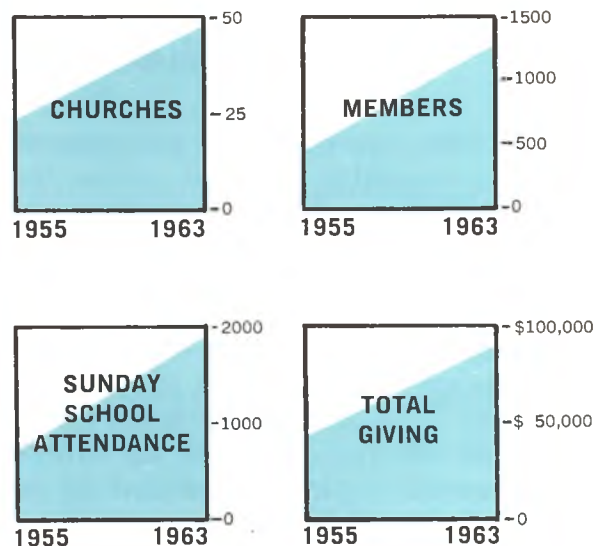 -50
CHURCHES
-25
-0
1955 1963
-1500
-1000
MEMBERS
-500
-0
1955 1963
-2000
SUNDAY
SCHOOL
-1000
ATTENDANCE
-0
1955 1963
-$100,000
TOTAL
-$ 50,000
GIVING
-0
1955 1963